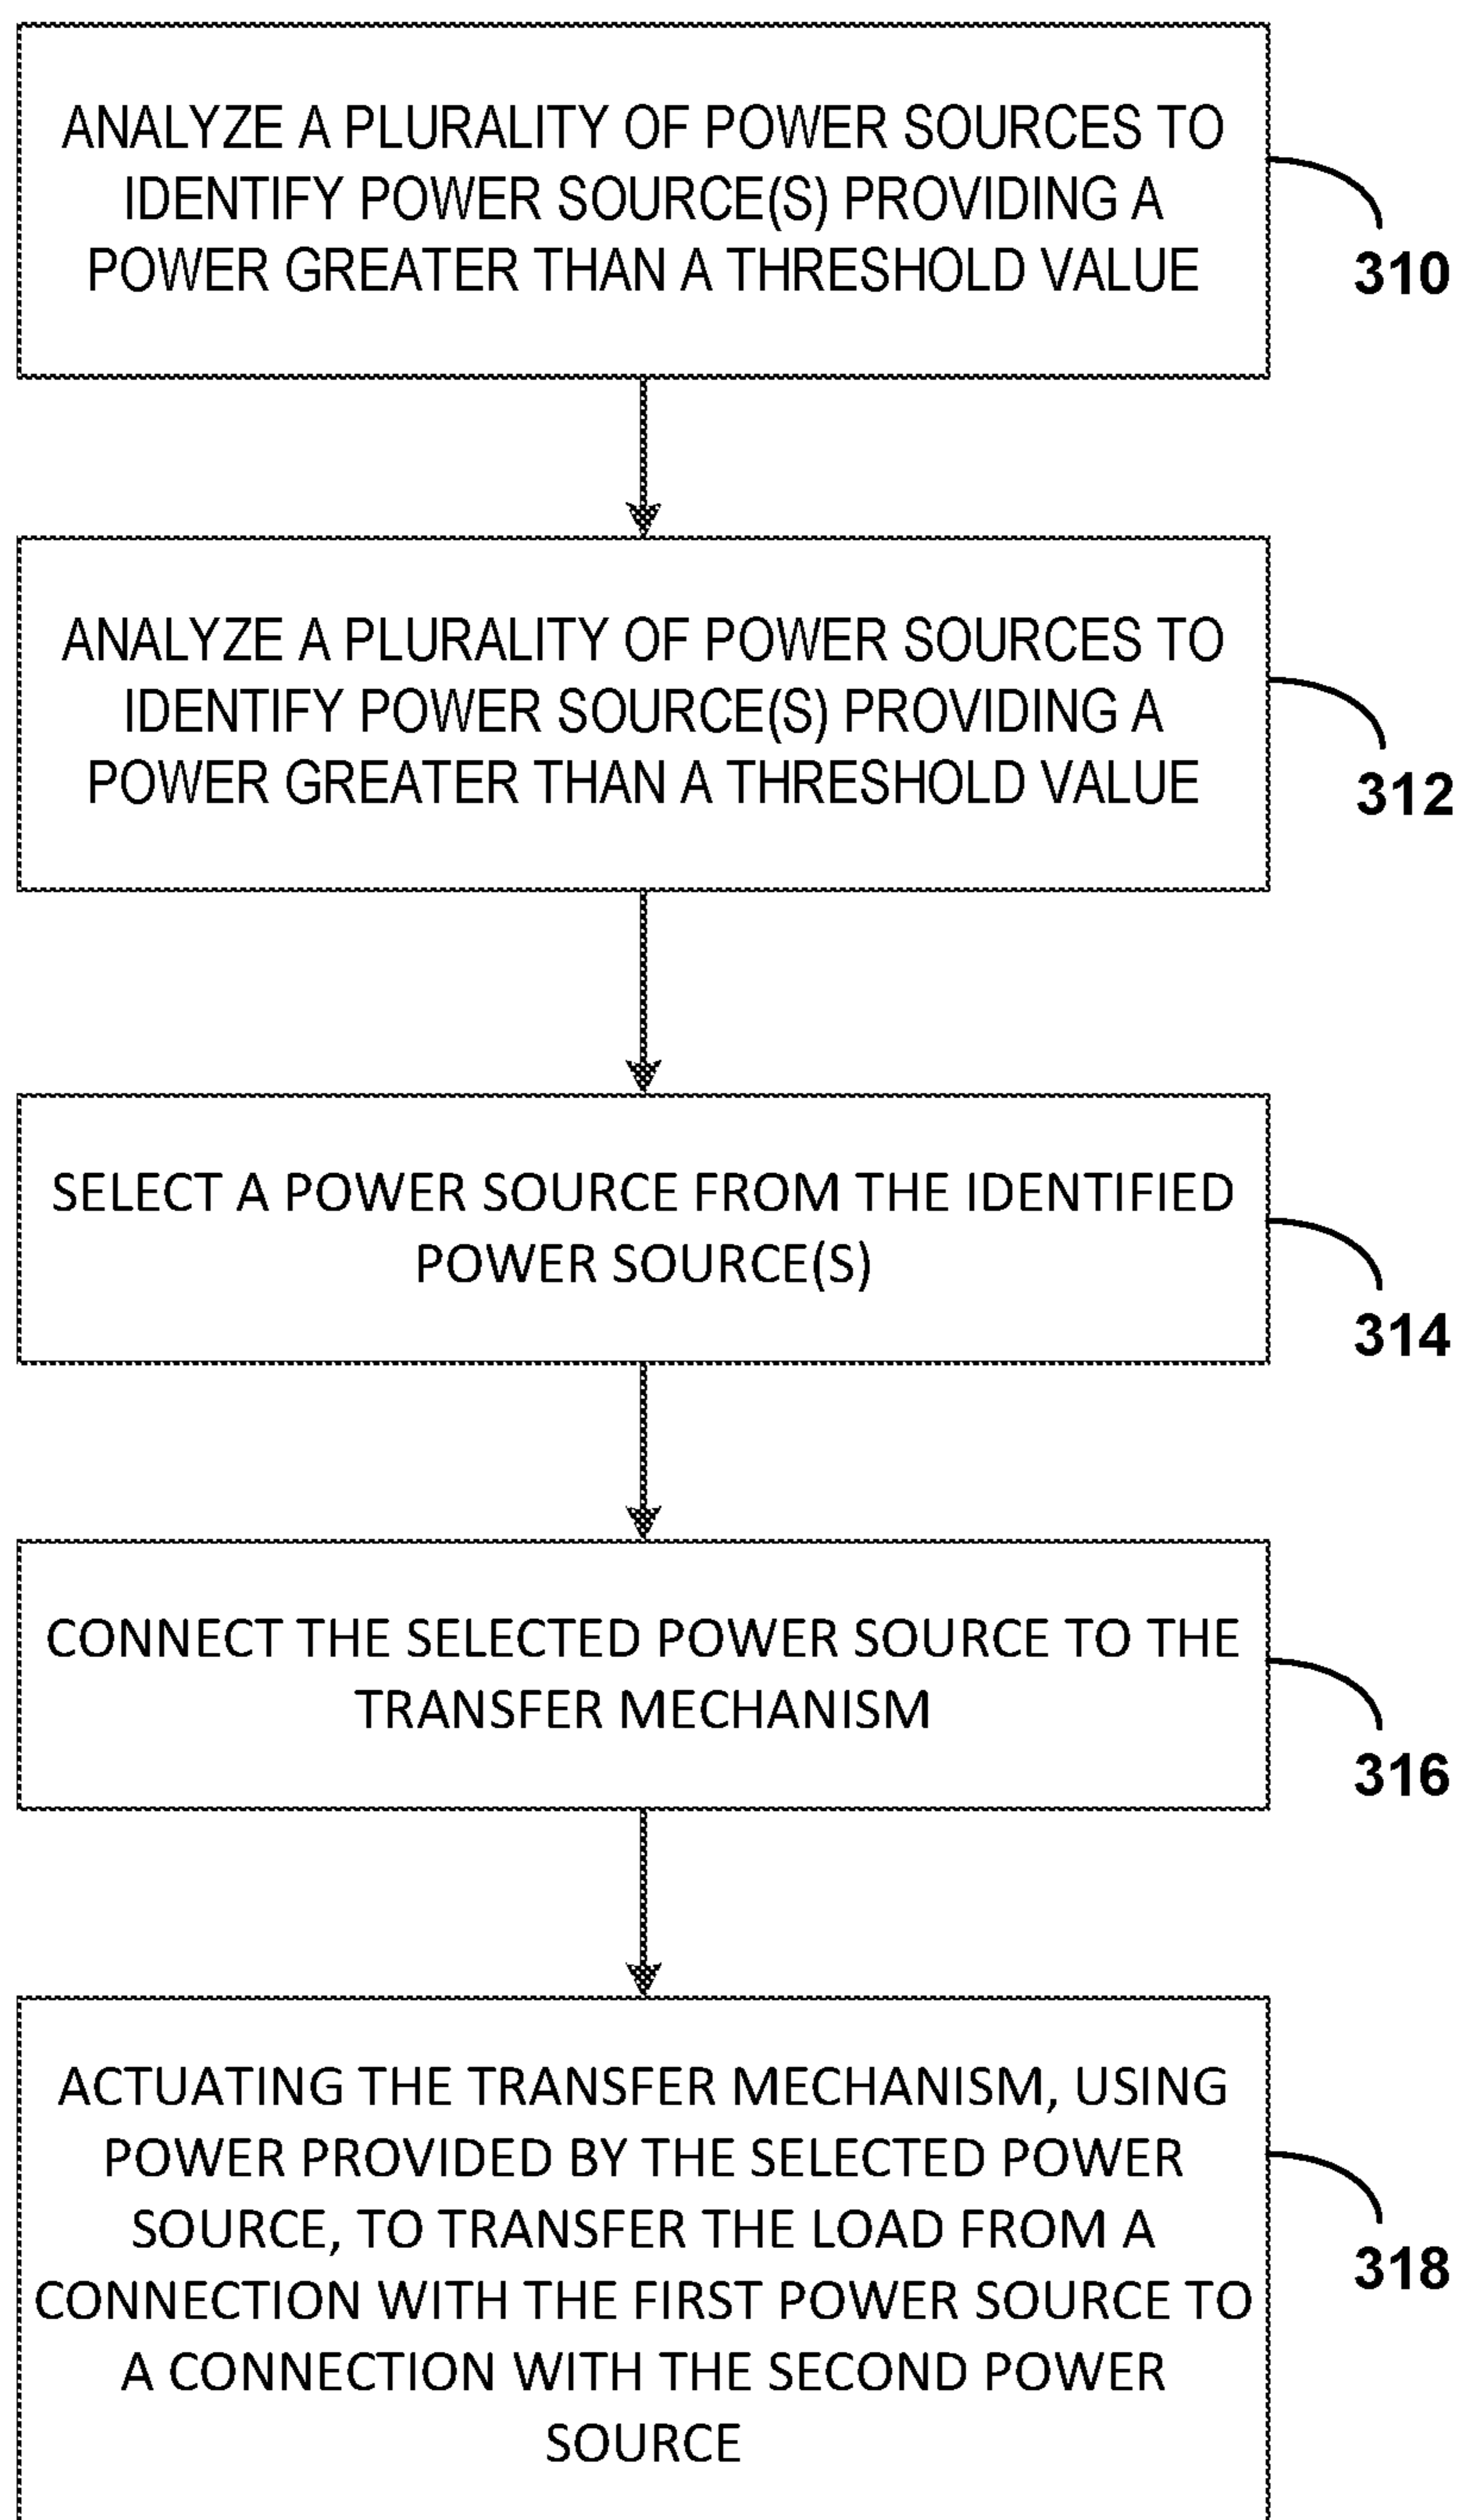 ANALYZE A PLURALITY OF POWER SOURCES TO
IDENTIFY POWER SOURCE(S) PROVIDING A
POWER GREATER THAN A THRESHOLD VALUE
310
ANALYZE A PLURALITY OF POWER SOURCES TO
IDENTIFY POWER SOURCE(S) PROVIDING A
POWER GREATER THAN A THRESHOLD VALUE
312
SELECT A POWER SOURCE FROM THE IDENTIFIED
POWER SOURCE(S)
314
CONNECT THE SELECTED POWER SOURCE TO THE
TRANSFER MECHANISM
316
ACTUATING THE TRANSFER MECHANISM, USING
POWER PROVIDED BY THE SELECTED POWER
SOURCE, TO TRANSFER THE LOAD FROM A
CONNECTION WITH THE FIRST POWER SOURCE TO
A CONNECTION WITH THE SECOND POWER
SOURCE
318